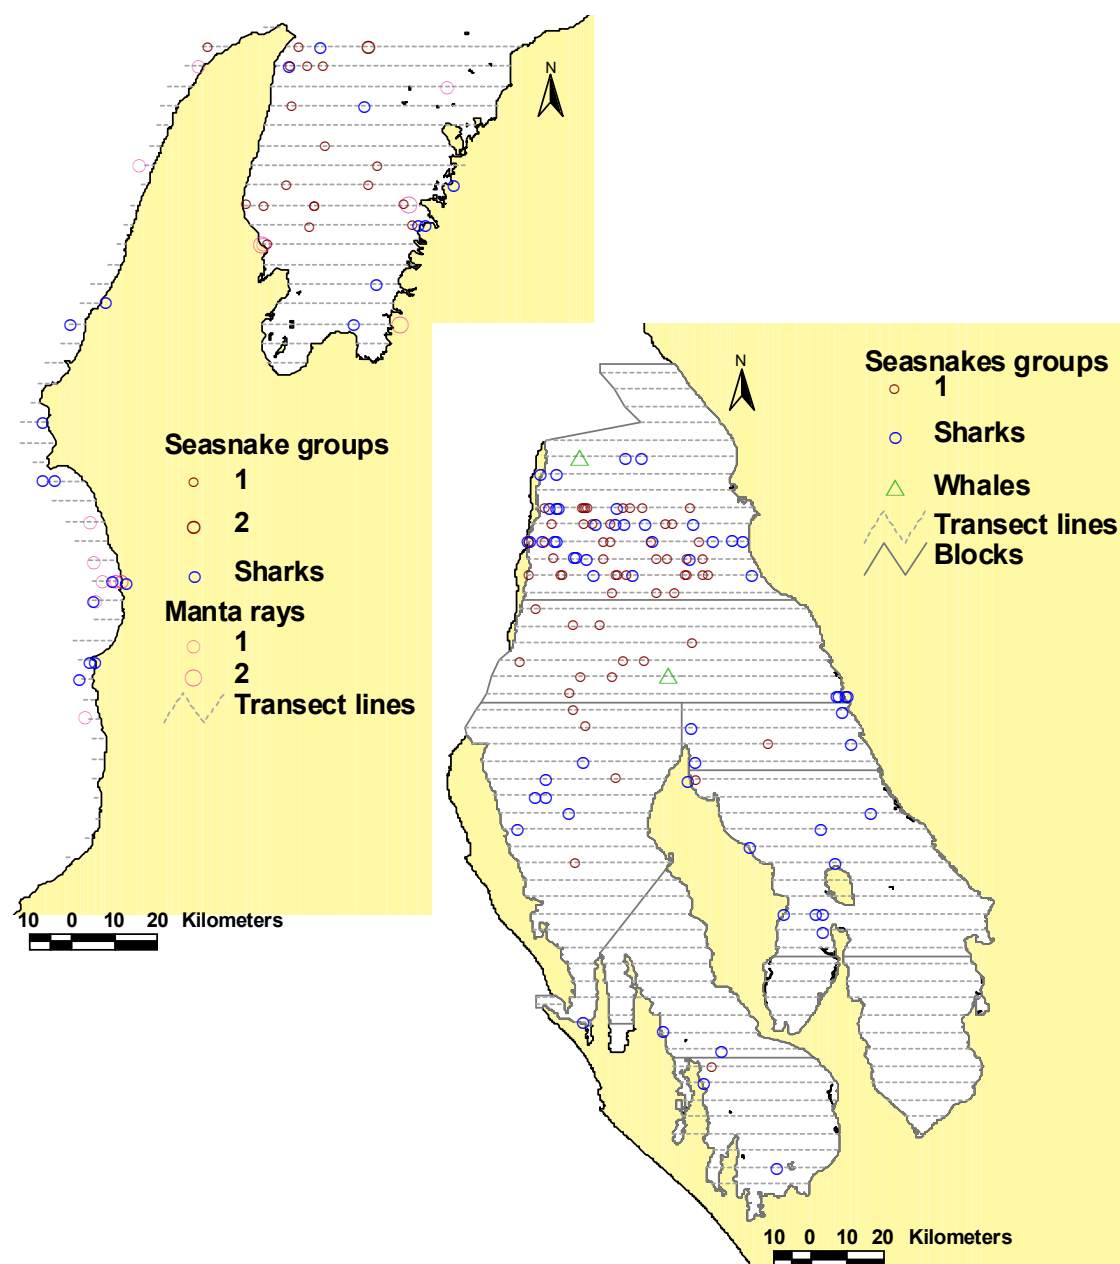 N
Seasnake groups
1
2
Sharks
Manta rays
1
2
Transect lines
10 0 10 20 Kilometers
N
Seasnakes groups
1
Sharks
Whales
Transect lines
Blocks
10 0 10 20 Kilometers